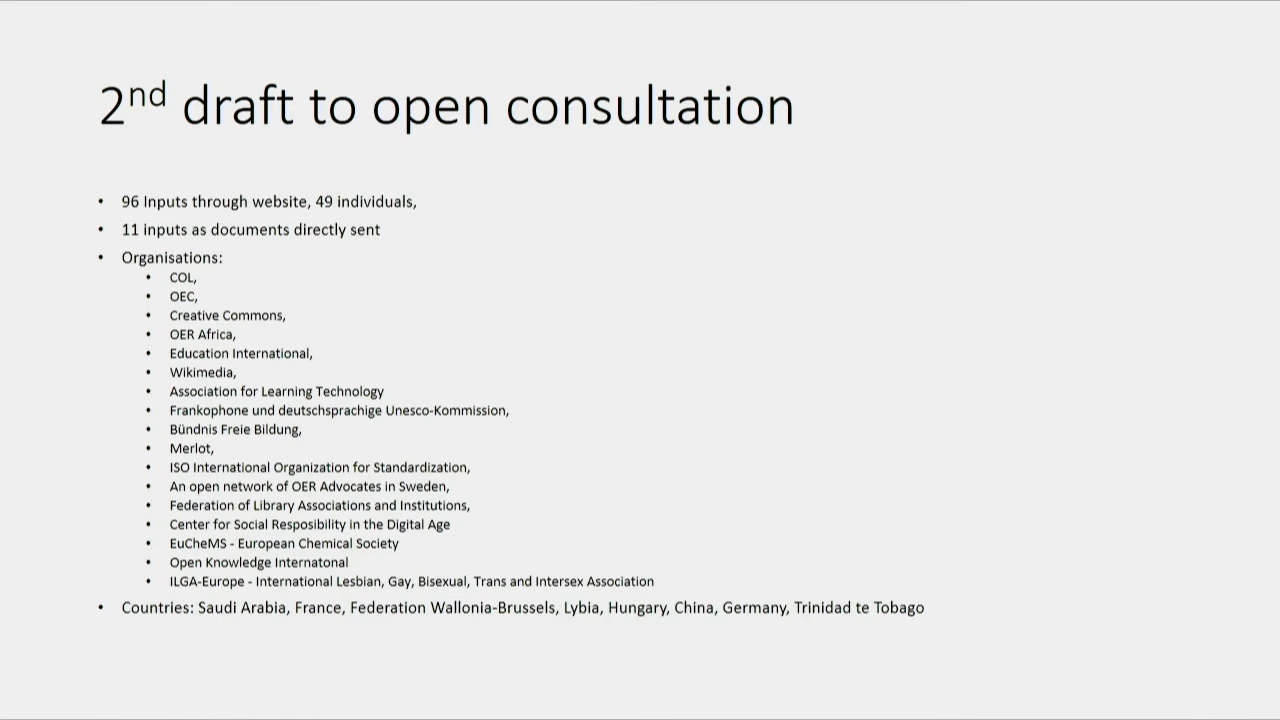 2nd draft to open consultation
• 96 Inputs through website, 49 individuals,
• 11 inputs as documents directly sent
• Organisations:
• COL,
• OEC,
• Creative Commons,
• OER Africa,
• Education International,
• Wikimedia,
• Association for Learning Technology
• Frankophone und deutschsprachige Unesco-Kommission,
• Bündnis Freie Bildung,
• Merlot,
• ISO International Organization for Standardization,
• An open network of OER Advocates in Sweden,
• Federation of Library Associations and Institutions,
• Center for Social Resposibility in the Digital Age
• EuCheMS - European Chemical Society
• Open Knowledge Internatonal
• ILGA-Europe - International Lesbian, Gay, Bisexual, Trans and Intersex Association
• Countries: Saudi Arabia, France, Federation Wallonia-Brussels, Lybia, Hungary, China, Germany, Trinidad te Tobago